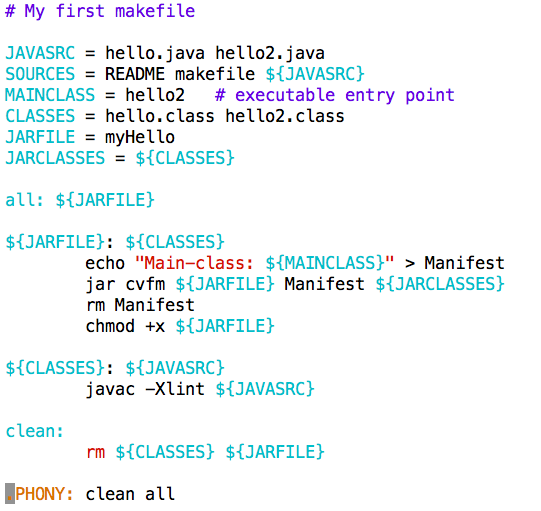 # My first makefile
JAVASRC = hello.java hello2.java
SOURCES = README makefile ${JAVASRC}
MAINCLASS = hello2   # executable entry point
CLASSES = hello.class hello2.class
JARFILE = myHello
JARCLASSES = ${CLASSES}
all: ${JARFILE}
${JARFILE}: ${CLASSES}
        echo "Main-class: ${MAINCLASS}" > Manifest
        jar cvfm ${JARFILE} Manifest ${JARCLASSES}
        rm Manifest
        chmod +x ${JARFILE}
${CLASSES}: ${JAVASRC}
        javac -Xlint ${JAVASRC}
clean:
        rm ${CLASSES} ${JARFILE}
.PHONY: clean all